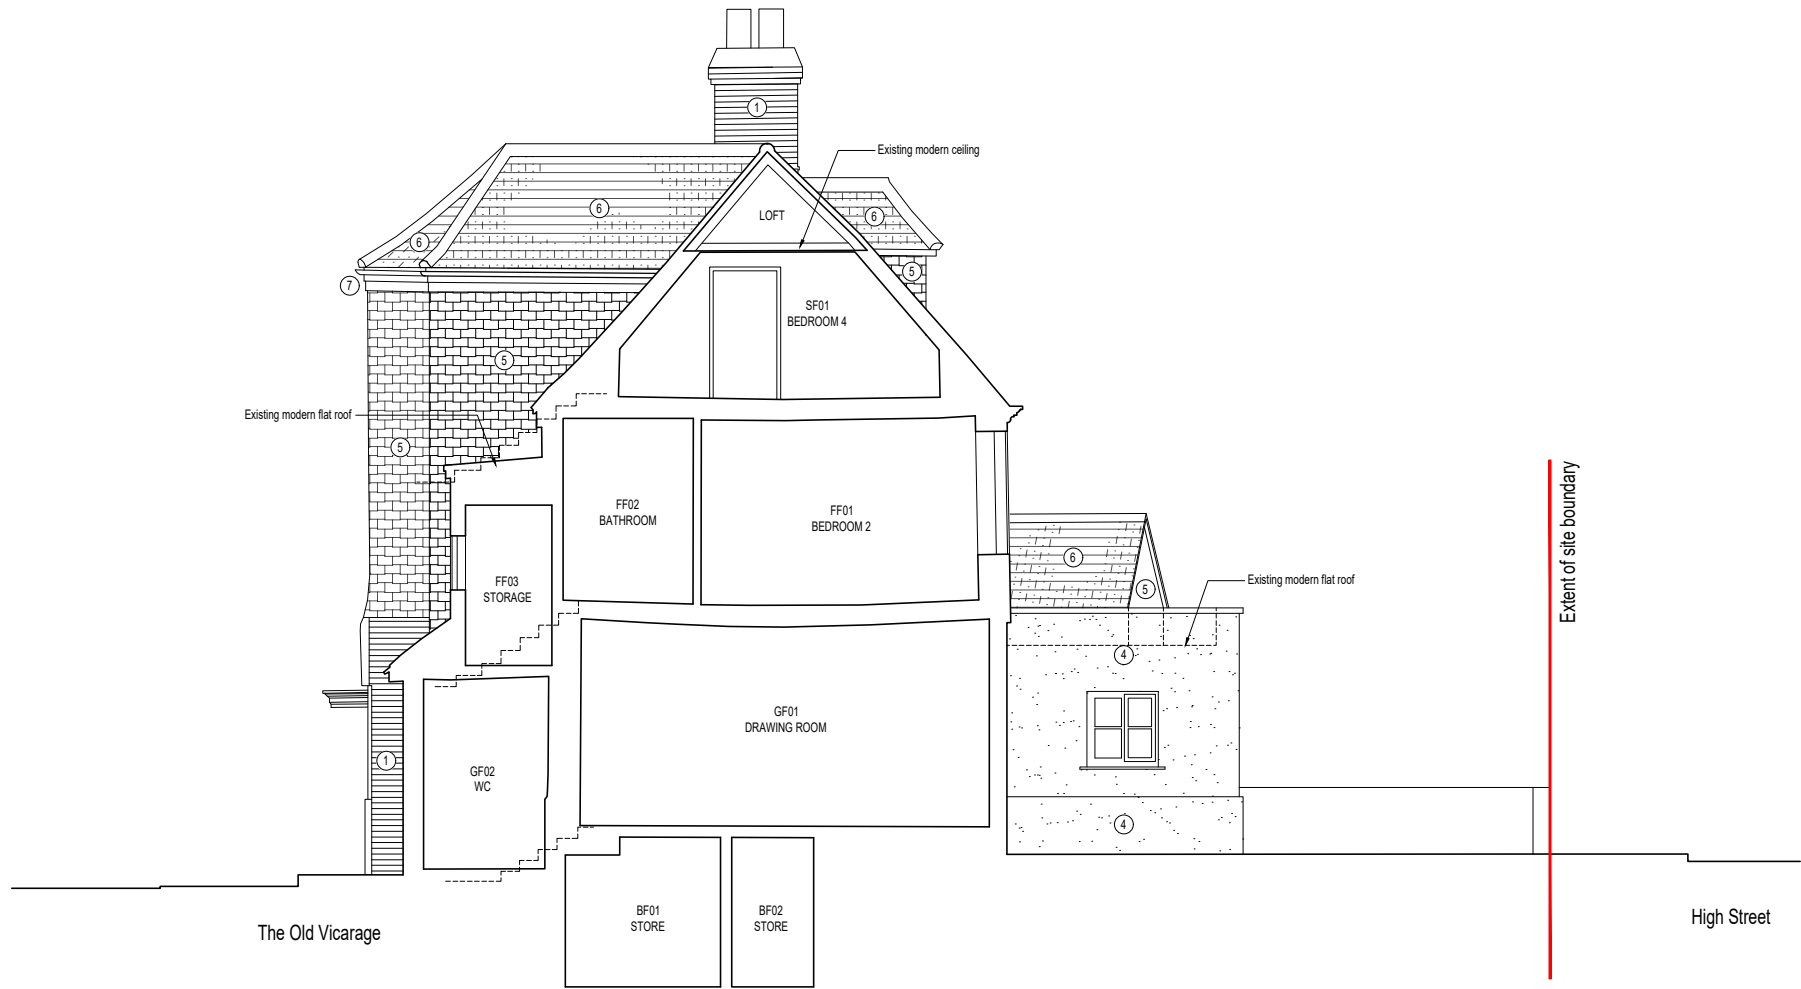 1
Existing modern ceiling
LOFT
6
6
6
5
7
SF01
BEDROOM 4
5
Existing modern flat roof
5
FF02
BATHROOM
FF01
BEDROOM 2
Extent of site boundary
6
FF03
STORAGE
5
Existing modern flat roof
4
GF01
DRAWING ROOM
1
GF02
WC
4
BF01
STORE
BF02
STORE
The Old Vicarage
High Street